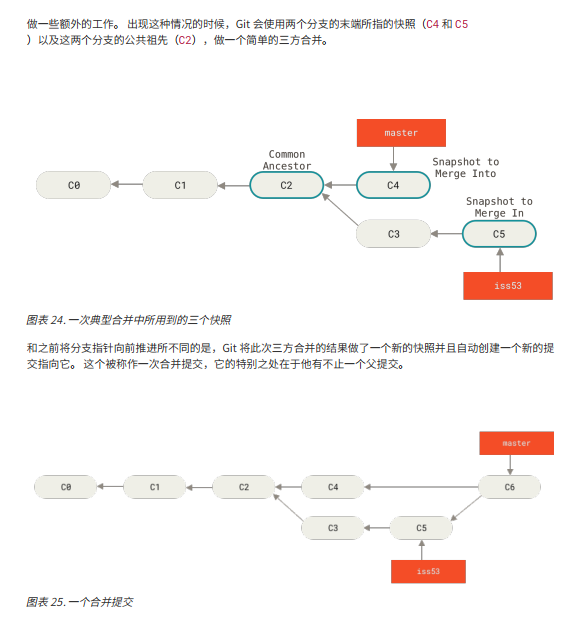 做一些额外的工作。 出现这种情况的时候，Git 会使用两个分支的末端所指的快照（C4 和 C5
）以及这两个分支的公共祖先（C2），做一个简单的三方合并。
master
Common
Ancestor
Snapshot to
Merge Into
C0
C1
C2
C4
Snapshot to
Merge In
C3
C5
iss53
图表 24. 一次典型合并中所用到的三个快照
和之前将分支指针向前推进所不同的是，Git 将此次三方合并的结果做了一个新的快照并且自动创建一个新的提
交指向它。 这个被称作一次合并提交，它的特别之处在于他有不止一个父提交。
master
C0
C1
C2
C4
C6
C3
C5
iss53
图表 25. 一个合并提交